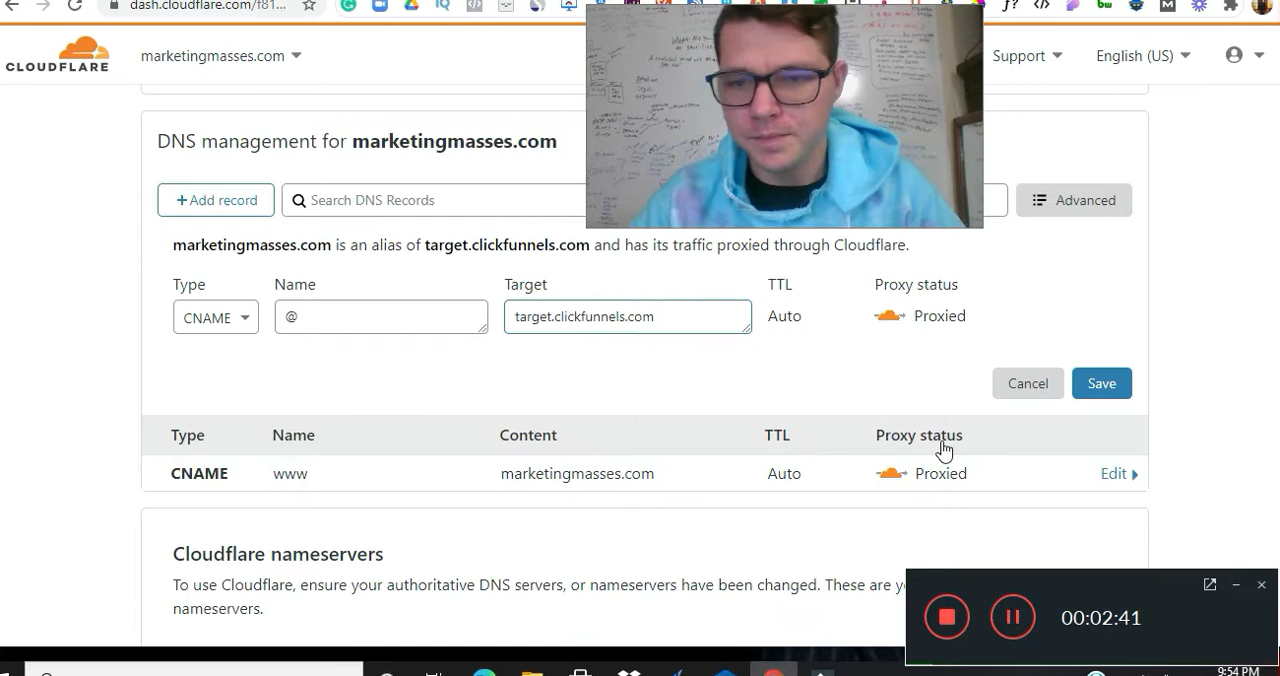 dash.cloudflare.com/f81...
CLOUDFLARE
marketingmasses.com
Support
English (US)
DNS management for marketingmasses.com
+Add record
Search DNS Records
Advanced
marketingmasses.com is an alias of target.clickfunnels.com and has its traffic proxied through Cloudflare.
Type Name Target TTL Proxy status
CNAME @ target.clickfunnels.com Auto Proxied
Cancel Save
Type Name Content TTL Proxy status
CNAME www marketingmasses.com Auto Proxied Edit
Cloudflare nameservers
To use Cloudflare, ensure your authoritative DNS servers, or nameservers have been changed. These are
nameservers.
00:02:41
9:54 PM